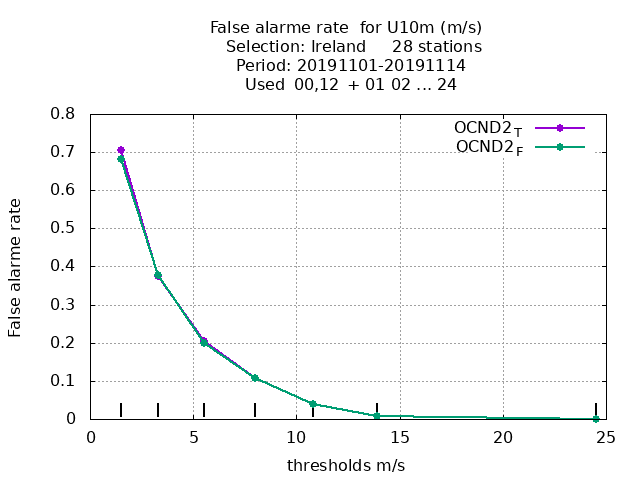 False alarme rate  for U10m (m/s)
Selection: Ireland     28 stations
Period: 20191101-20191114
Used  00,12  + 01 02 ... 24
OCND2T
OCND2F
0.8
0.7
0.6
0.5
0.4
0.3
0.2
0.1
0
False alarme rate
0 5 10 15 20 25
thresholds m/s